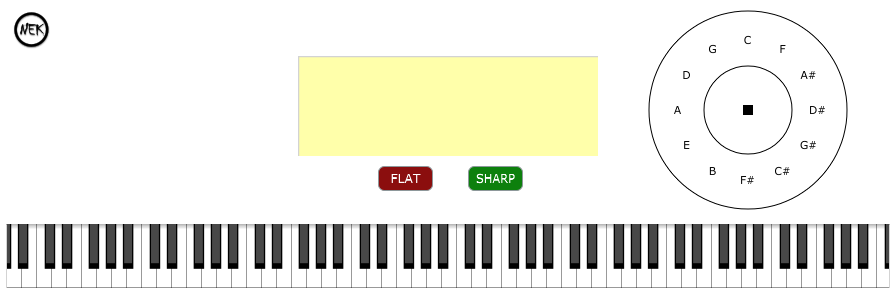 NEK
C
G F
D A#
A D#
E G#
B C#
F#
FLAT SHARP